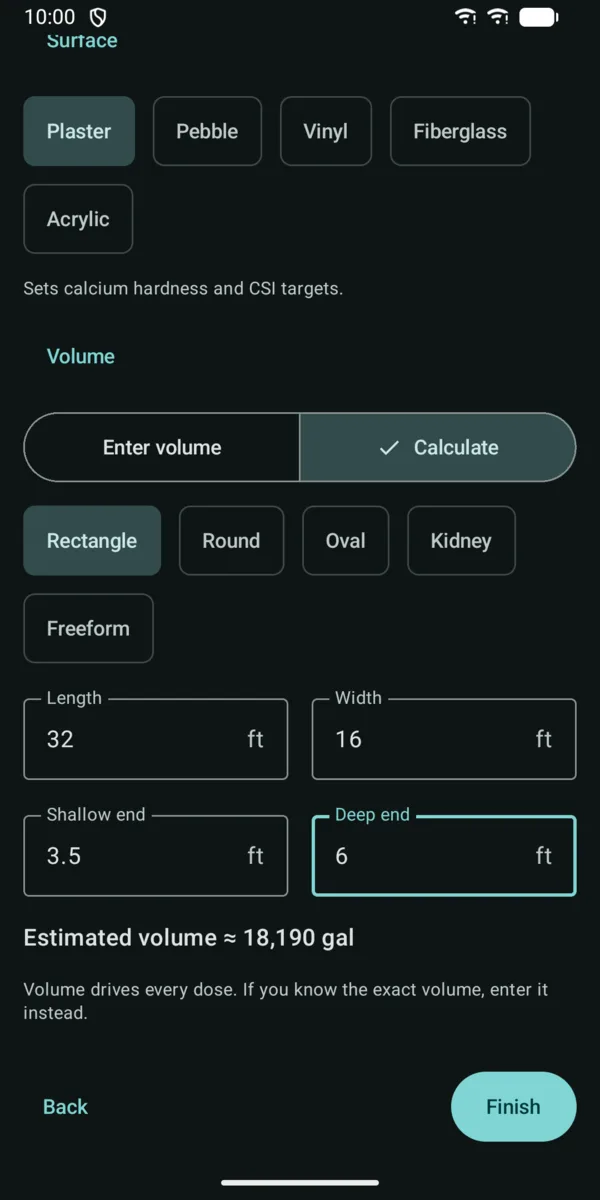 10:00
Surface
Plaster
Pebble
Vinyl
Fiberglass
Acrylic
Sets calcium hardness and CSI targets.
Volume
Enter volume
Calculate
Rectangle
Round
Oval
Kidney
Freeform
Length
Width
32 ft
16 ft
Shallow end
Deep end
3.5 ft
6 ft
Estimated volume ≈ 18,190 gal
Volume drives every dose. If you know the exact volume, enter it
instead.
Back
Finish